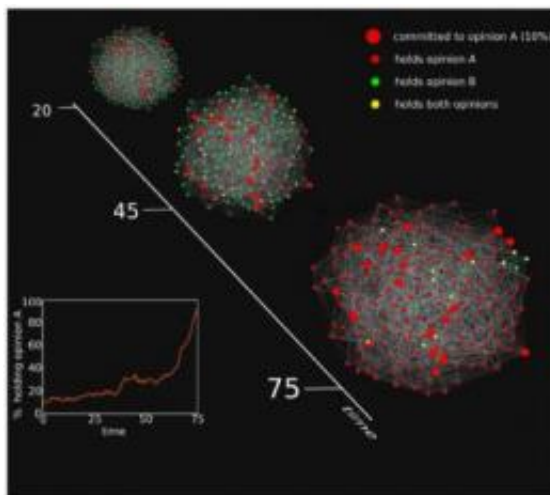 committed to opinion A (10%)
holds opinion A
holds opinion B
holds both opinions
20
45
75
time
% holding opinion A
100
80
60
40
20
0
0
25
50
75
time